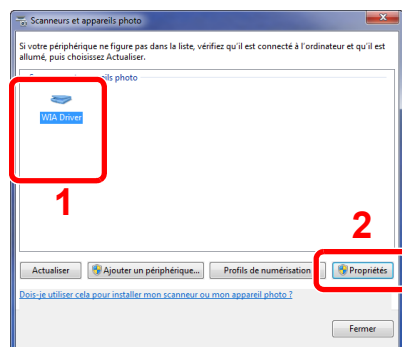 Scanneurs et appareils photo
Si votre périphérique ne figure pas dans la liste, vérifiez qu'il est connecté à l'ordinateur et qu'il est
allumé, puis choisissez Actualiser.
photo
WIA Driver
1
2
Actualiser
Ajouter un périphérique...
Profils de numérisation
Propriétés
Dois-je utiliser cela pour installer mon scanneur ou mon appareil photo ?
Fermer